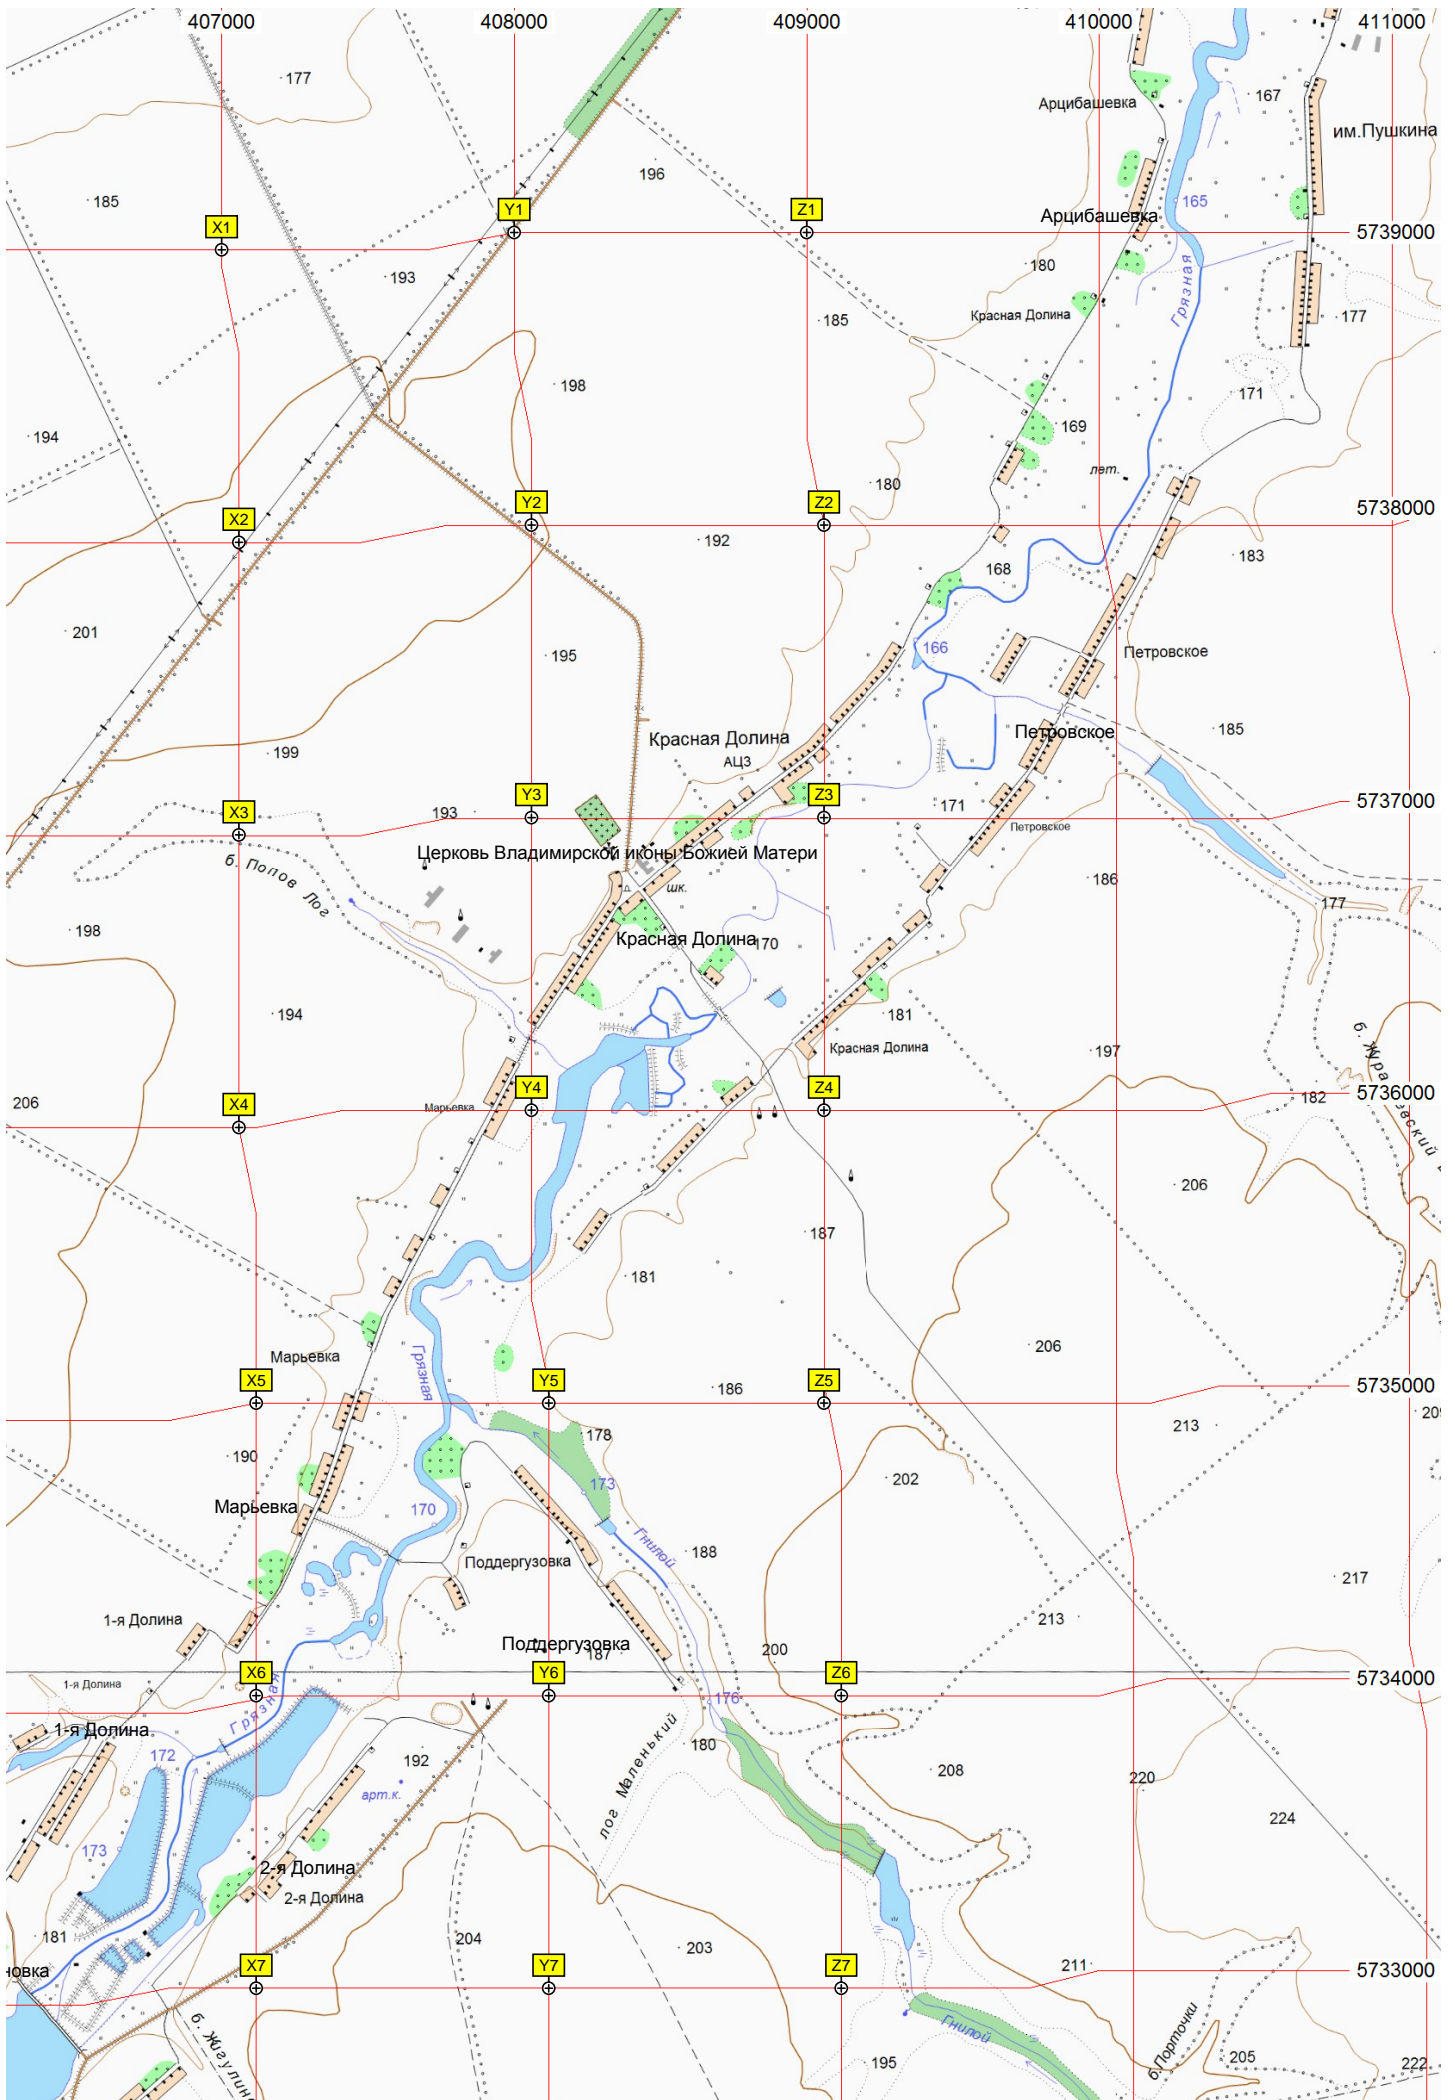 407000 408000 409000 410000 411000
177
167
Арцибашевка
им.Пушкина
196
185
165
Y1
Z1
X1
Арцибашевка
5739000
180
193
Грязная
Красная Долина
185
177
198
171
169
194
лет.
180
Y2
Z2
5738000
X2
192
183
168
201
166
195
Петровское
Петровское
185
Красная Долина
199
АЦЗ
Y3
Z3
5737000
X3
193
171
Петровское
Церковь Владимирской иконы Божией Матери
б. Попов Лог
шк.
186
177
198
Красная Долина
170
194
181
Красная Долина
197
Y4
Z4
5736000
X4
206
Марьевка
182
206
187
181
206
Марьевка
Грязная
X5
Y5
186
Z5
5735000
213
178
190
202
173
Марьевка
170
Гнилой
188
Поддергузовка
217
1-я Долина
213
Поддергузовка
187
200
X6
Y6
Z6
5734000
1-я Долина
Грязная
176
1-я Долина
172
192
180
лог Маленький
208
220
арт.к.
224
173
2-я Долина
2-я Долина
181
204
203
211
новка
X7
Y7
Z7
5733000
Гнилой
б.Порточки
195
205
222